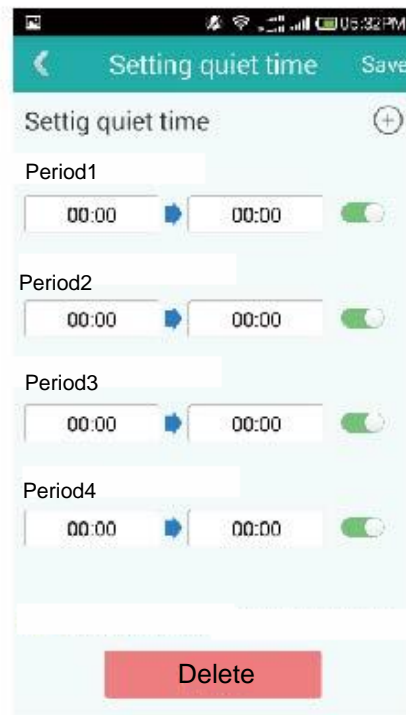 05:32PM
Setting quiet time Save
Settig quiet time
Period1
00:00 00:00
Period2
00:00 00:00
Period3
00:00 00:00
Period4
00:00 00:00
Delete